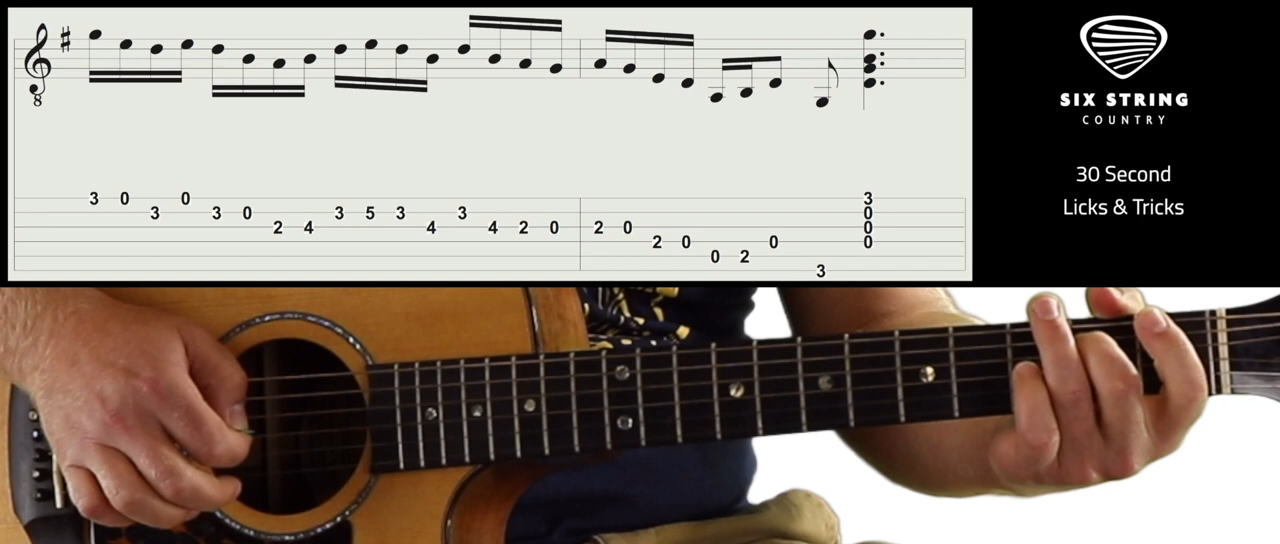 SIX STRING
COUNTRY
30 Second
Licks & Tricks
8
3 0 0 3
3 3 0 3 5 3 3 0
2 4 4 4 2 0 2 0 0
2 0 0 0
0 2
3